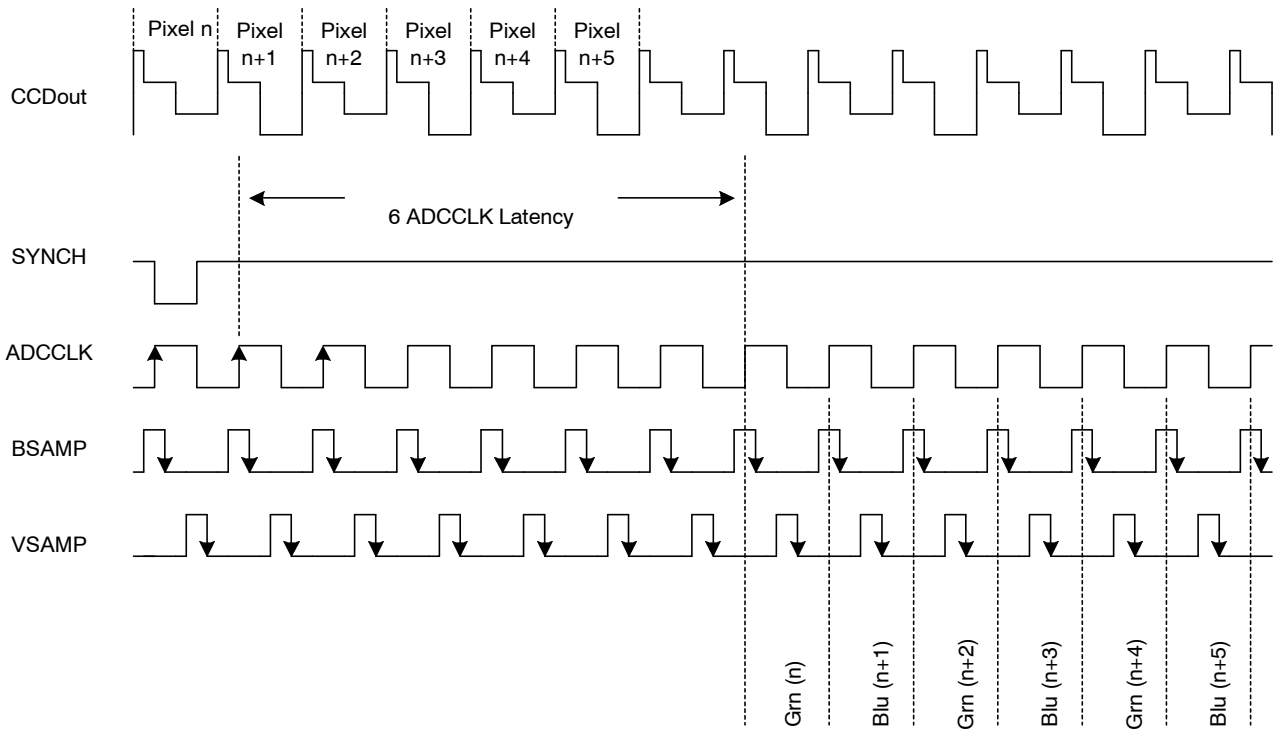 Pixel n
Pixel
n+1
Pixel
n+2
Pixel
n+3
Pixel
n+4
Pixel
n+5
CCDout
6 ADCCLK Latency
SYNCH
ADCCLK
BSAMP
VSAMP
Grn (n)
Blu (n+1)
Grn (n+2)
Blu (n+3)
Grn (n+4)
Blu (n+5)